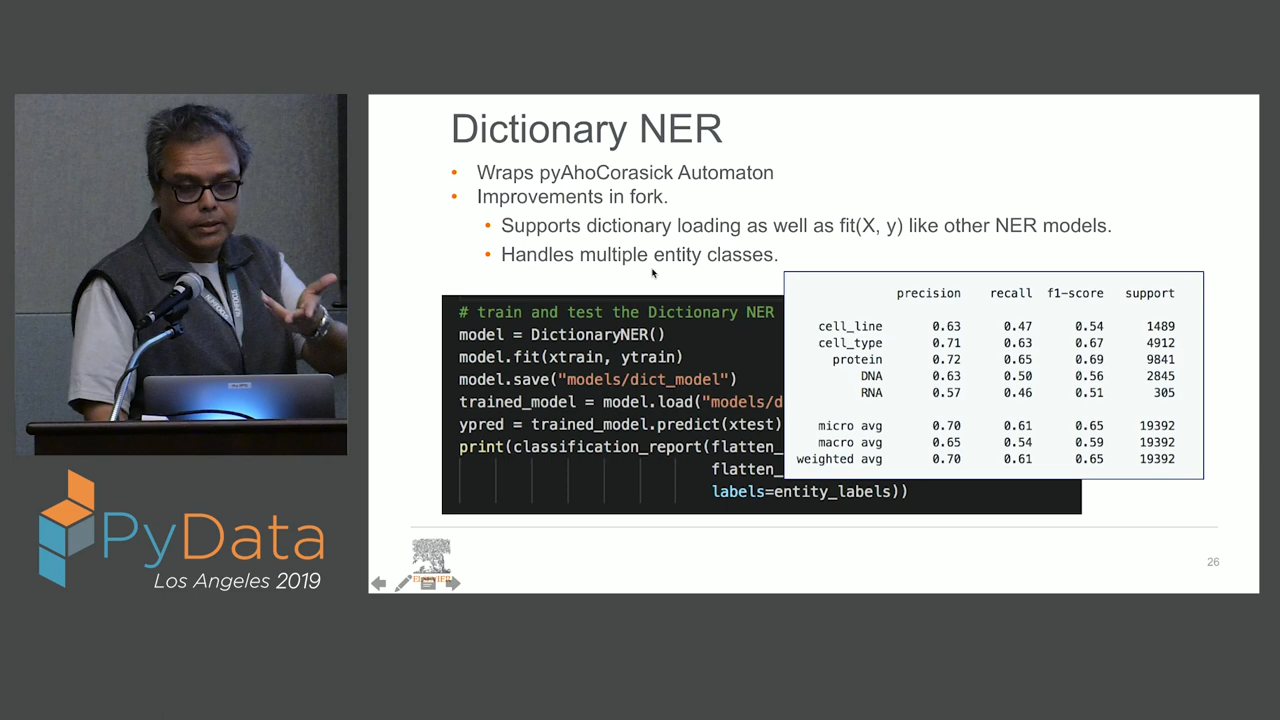 Dictionary NER
• Wraps pyAhoCorasick Automaton
• Improvements in fork.
• Supports dictionary loading as well as fit(X, y) like other NER models.
• Handles multiple entity classes.
# train and test the Dictionary NER
model = DictionaryNER()
model.fit(xtrain, ytrain)
model.save("models/dict_model")
trained_model = model.load("models/d
ypred = trained_model.predict(xtest)
print(classification_report(flatten_
flatten_
labels=entity_labels))
precision recall f1-score support
cell_line 0.63 0.47 0.54 1489
cell_type 0.71 0.63 0.67 4912
protein 0.72 0.65 0.69 9841
DNA 0.63 0.50 0.56 2845
RNA 0.57 0.46 0.51 305
micro avg 0.70 0.61 0.65 19392
macro avg 0.65 0.54 0.59 19392
weighted avg 0.70 0.61 0.65 19392
26
PyData
Los Angeles 2019